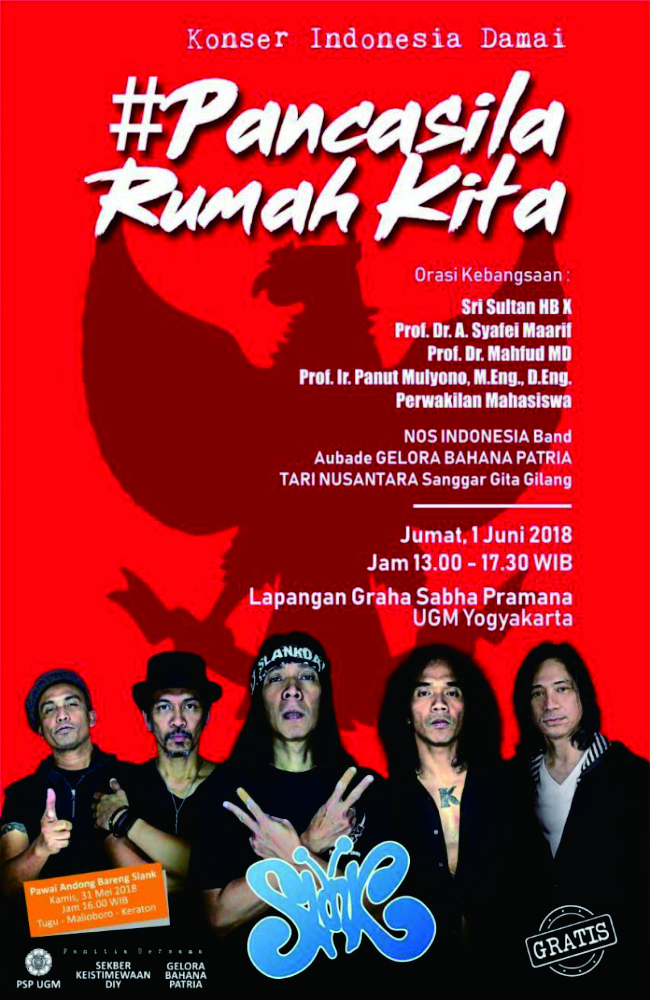 Konser Indonesia Damai
#Pancasila
Rumah Kita
Orasi Kebangsaan :
Sri Sultan HB X
Prof. Dr. A. Syafei Maarif
Prof. Dr. Mahfud MD
Prof. Ir. Panut Mulyono, M.Eng., D.Eng.
Perwakilan Mahasiswa
NOS INDONESIA Band
Aubade GELORA BAHANA PATRIA
TARI NUSANTARA Sanggar Gita Gilang
Jumat, 1 Juni 2018
Jam 13.00 - 17.30 WIB
Lapangan Graha Sabha Pramana
UGM Yogyakarta
K
Slank
Pawai Andong Bareng Slank
Kamis, 31 Mei 2018
Jam 16.00 WIB
Tugu - Malioboro - Keraton
GRATIS
Panitia Bersama
PSP UGM
SEKBER
KEISTIMEWAAN
DIY
GELORA
BAHANA
PATRIA